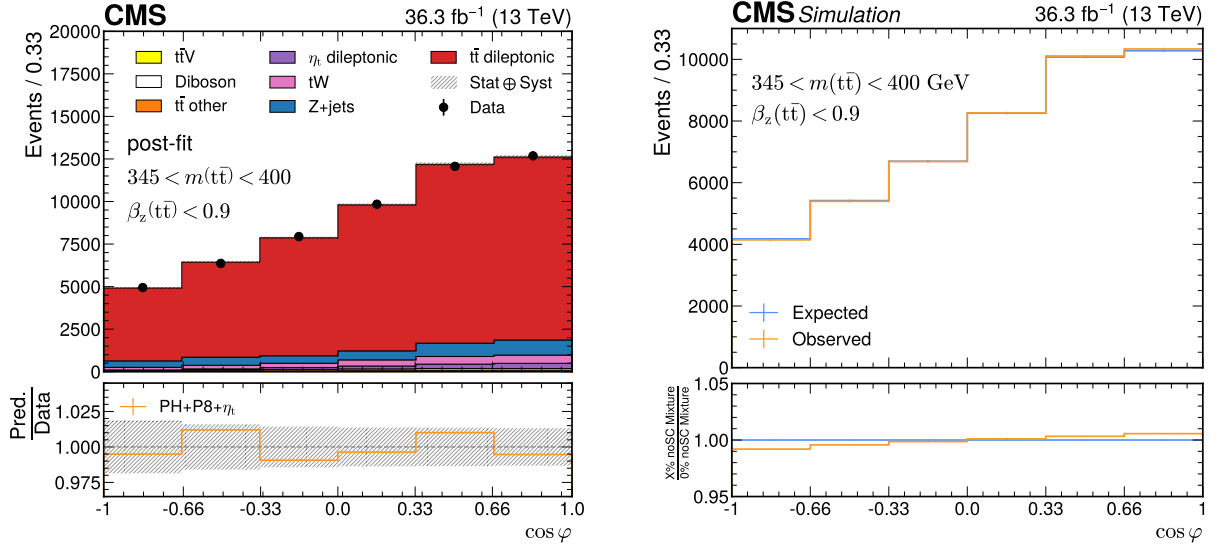 CMS 36.3 fb⁻¹ (13 TeV)
Events / 0.33
20000
17500
15000
12500
10000
7500
5000
2500
0
tt̄V
Diboson
tt̄ other
ηt dileptonic
tW
Z+jets
tt̄ dileptonic
Stat ⊕ Syst
Data
post-fit
345 < m(tt̄) < 400
βz(tt̄) < 0.9
Pred.
Data
1.025
1.000
0.975
PH+P8+ηt
-1 -0.66 -0.33 0.0 0.33 0.66 1.0
cos φ
CMS Simulation 36.3 fb⁻¹ (13 TeV)
Events / 0.33
10000
8000
6000
4000
2000
0
345 < m(tt̄) < 400 GeV
βz(tt̄) < 0.9
Expected
Observed
X% noSC Mixture
0% noSC Mixture
1.05
1.00
0.95
-1 -0.66 -0.33 0.0 0.33 0.66 1
cos φ